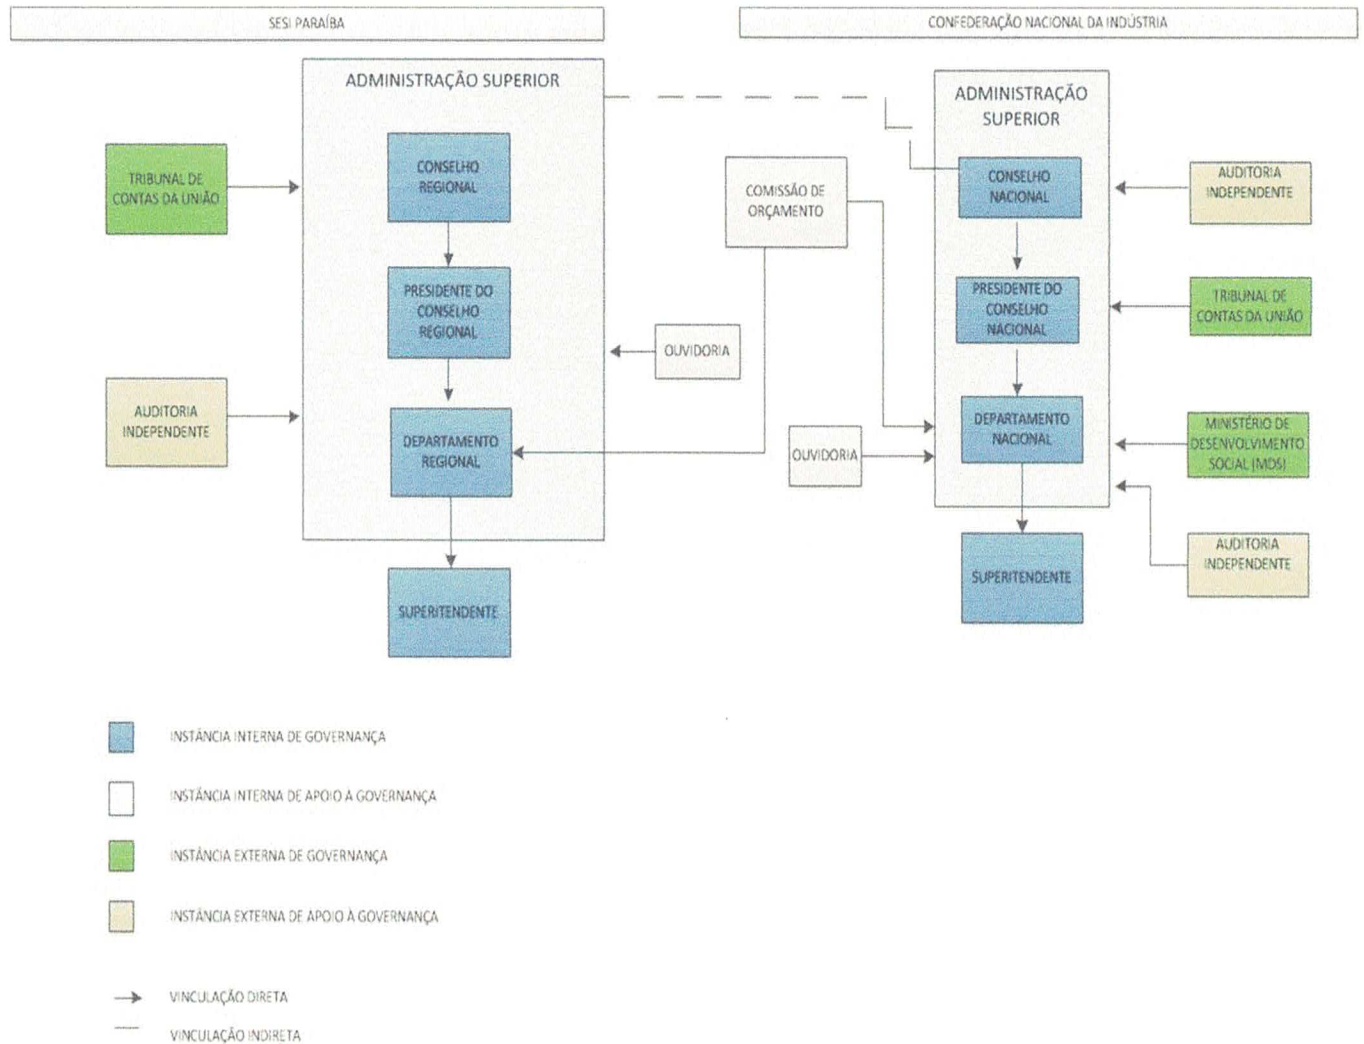 SESI PARAÍBA
CONFEDERAÇÃO NACIONAL DA INDÚSTRIA
ADMINISTRAÇÃO SUPERIOR
CONSELHO
REGIONAL
PRESIDENTE DO
CONSELHO
REGIONAL
DEPARTAMENTO
REGIONAL
SUPERITENDENTE
TRIBUNAL DE
CONTAS DA UNIÃO
AUDITORIA
INDEPENDENTE
OUVIDORIA
COMISSÃO DE
ORÇAMENTO
OUVIDORIA
ADMINISTRAÇÃO
SUPERIOR
CONSELHO
NACIONAL
PRESIDENTE DO
CONSELHO
NACIONAL
DEPARTAMENTO
NACIONAL
SUPERITENDENTE
AUDITORIA
INDEPENDENTE
TRIBUNAL DE
CONTAS DA UNIÃO
MINISTÉRIO DE
DESENVOLVIMENTO
SOCIAL (MDS)
AUDITORIA
INDEPENDENTE
INSTÂNCIA INTERNA DE GOVERNANÇA
INSTÂNCIA INTERNA DE APOIO A GOVERNANÇA
INSTÂNCIA EXTERNA DE GOVERNANÇA
INSTÂNCIA EXTERNA DE APOIO À GOVERNANÇA
VINCULAÇÃO DIRETA
VINCULAÇÃO INDIRETA